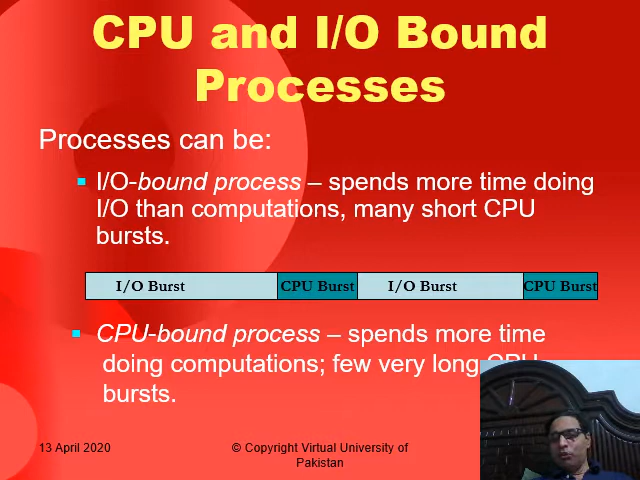 CPU and I/O Bound
Processes
Processes can be:
I/O-bound process – spends more time doing
I/O than computations, many short CPU
bursts.
I/O Burst CPU Burst I/O Burst CPU Burst
CPU-bound process – spends more time
doing computations; few very long CPU
bursts.
13 April 2020
© Copyright Virtual University of
Pakistan